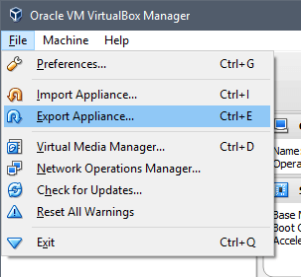 Oracle VM VirtualBox Manager
File Machine Help
Preferences... Ctrl+G
Import Appliance... Ctrl+I
Export Appliance... Ctrl+E
Virtual Media Manager... Ctrl+D
Network Operations Manager...
Check for Updates...
Reset All Warnings
Exit Ctrl+Q
Name:
Opera
Base M
Boot O
Accele